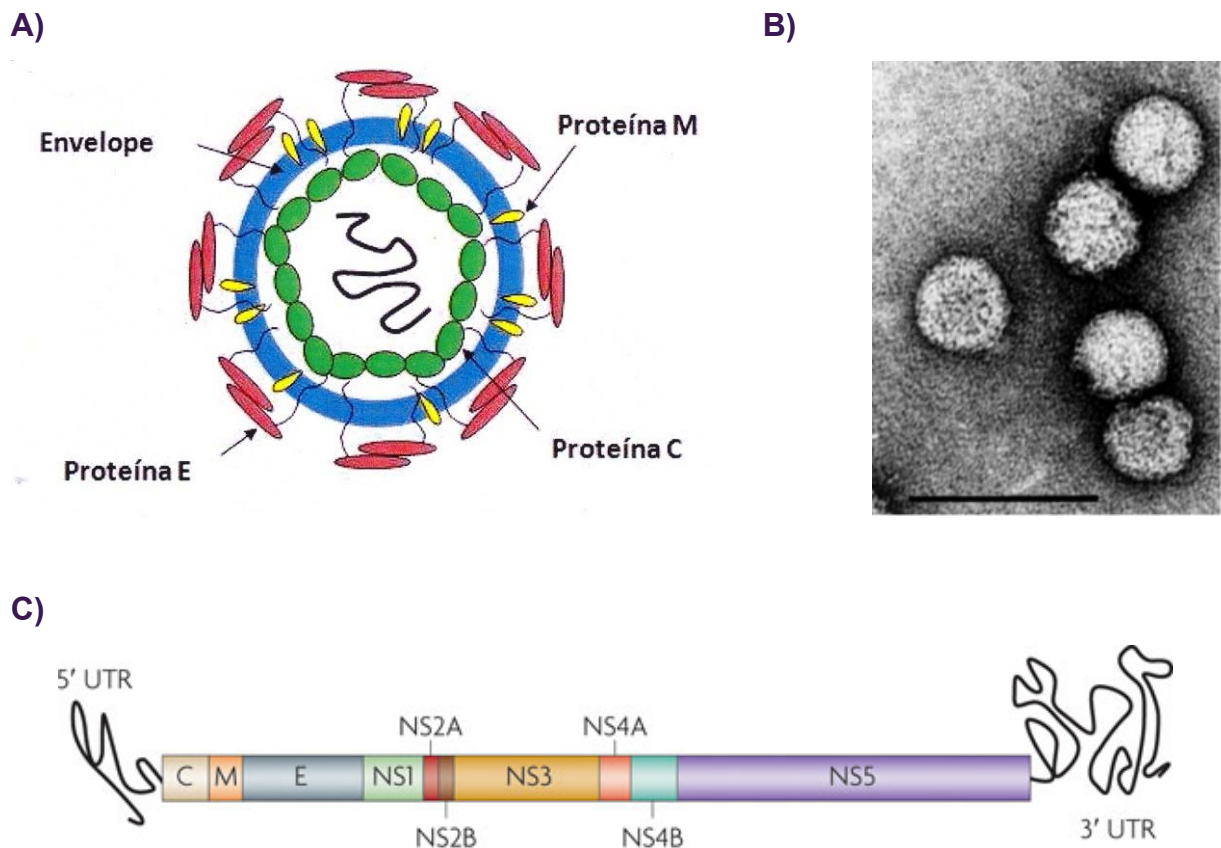 A)
B)
Envelope
Proteína M
Proteína E
Proteína C
C)
5′ UTR
NS2A
NS4A
C M E NS1 NS3 NS5
NS2B
NS4B
3′ UTR